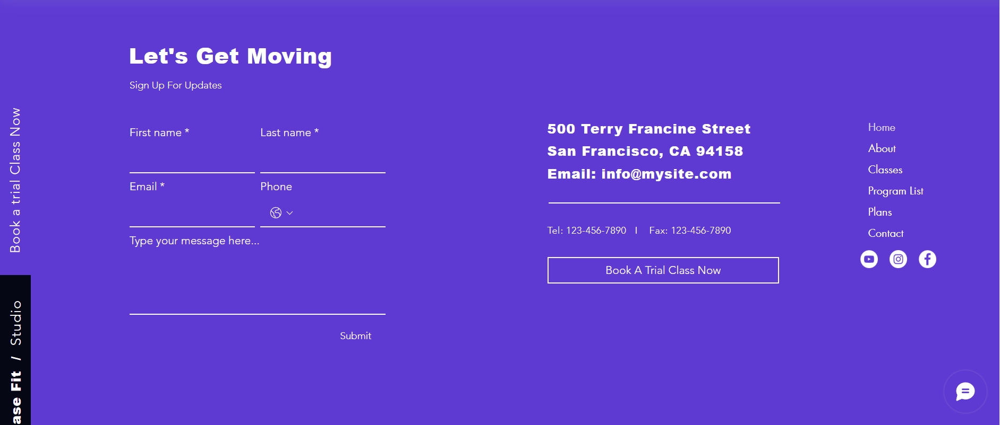 Let's Get Moving
Sign Up For Updates
First name *
Last name *
Email *
Phone
Type your message here...
Submit
500 Terry Francine Street
San Francisco, CA 94158
Email: info@mysite.com
Tel: 123-456-7890 I Fax: 123-456-7890
Book A Trial Class Now
Home
About
Classes
Program List
Plans
Contact
Book a trial Class Now
Fit / Studio